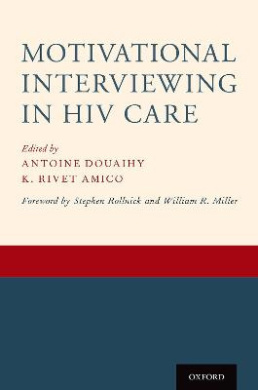 MOTIVATIONAL
INTERVIEWING
IN HIV CARE
Edited by
ANTOINE DOUAIHY
K. RIVET AMICO
Foreword by Stephen Rollnick and William R. Miller
OXFORD